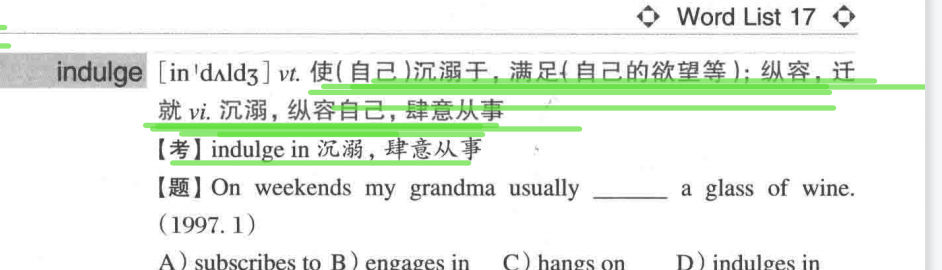 Word List 17
indulge [in'dʌldʒ] vt. 使(自己)沉溺于，满足(自己的欲望等)；纵容，迁
就 vi. 沉溺，纵容自己，肆意从事
【考】indulge in 沉溺，肆意从事
【题】On weekends my grandma usually ______ a glass of wine.
(1997. 1)
A) subscribes to B) engages in C) hangs on D) indulges in